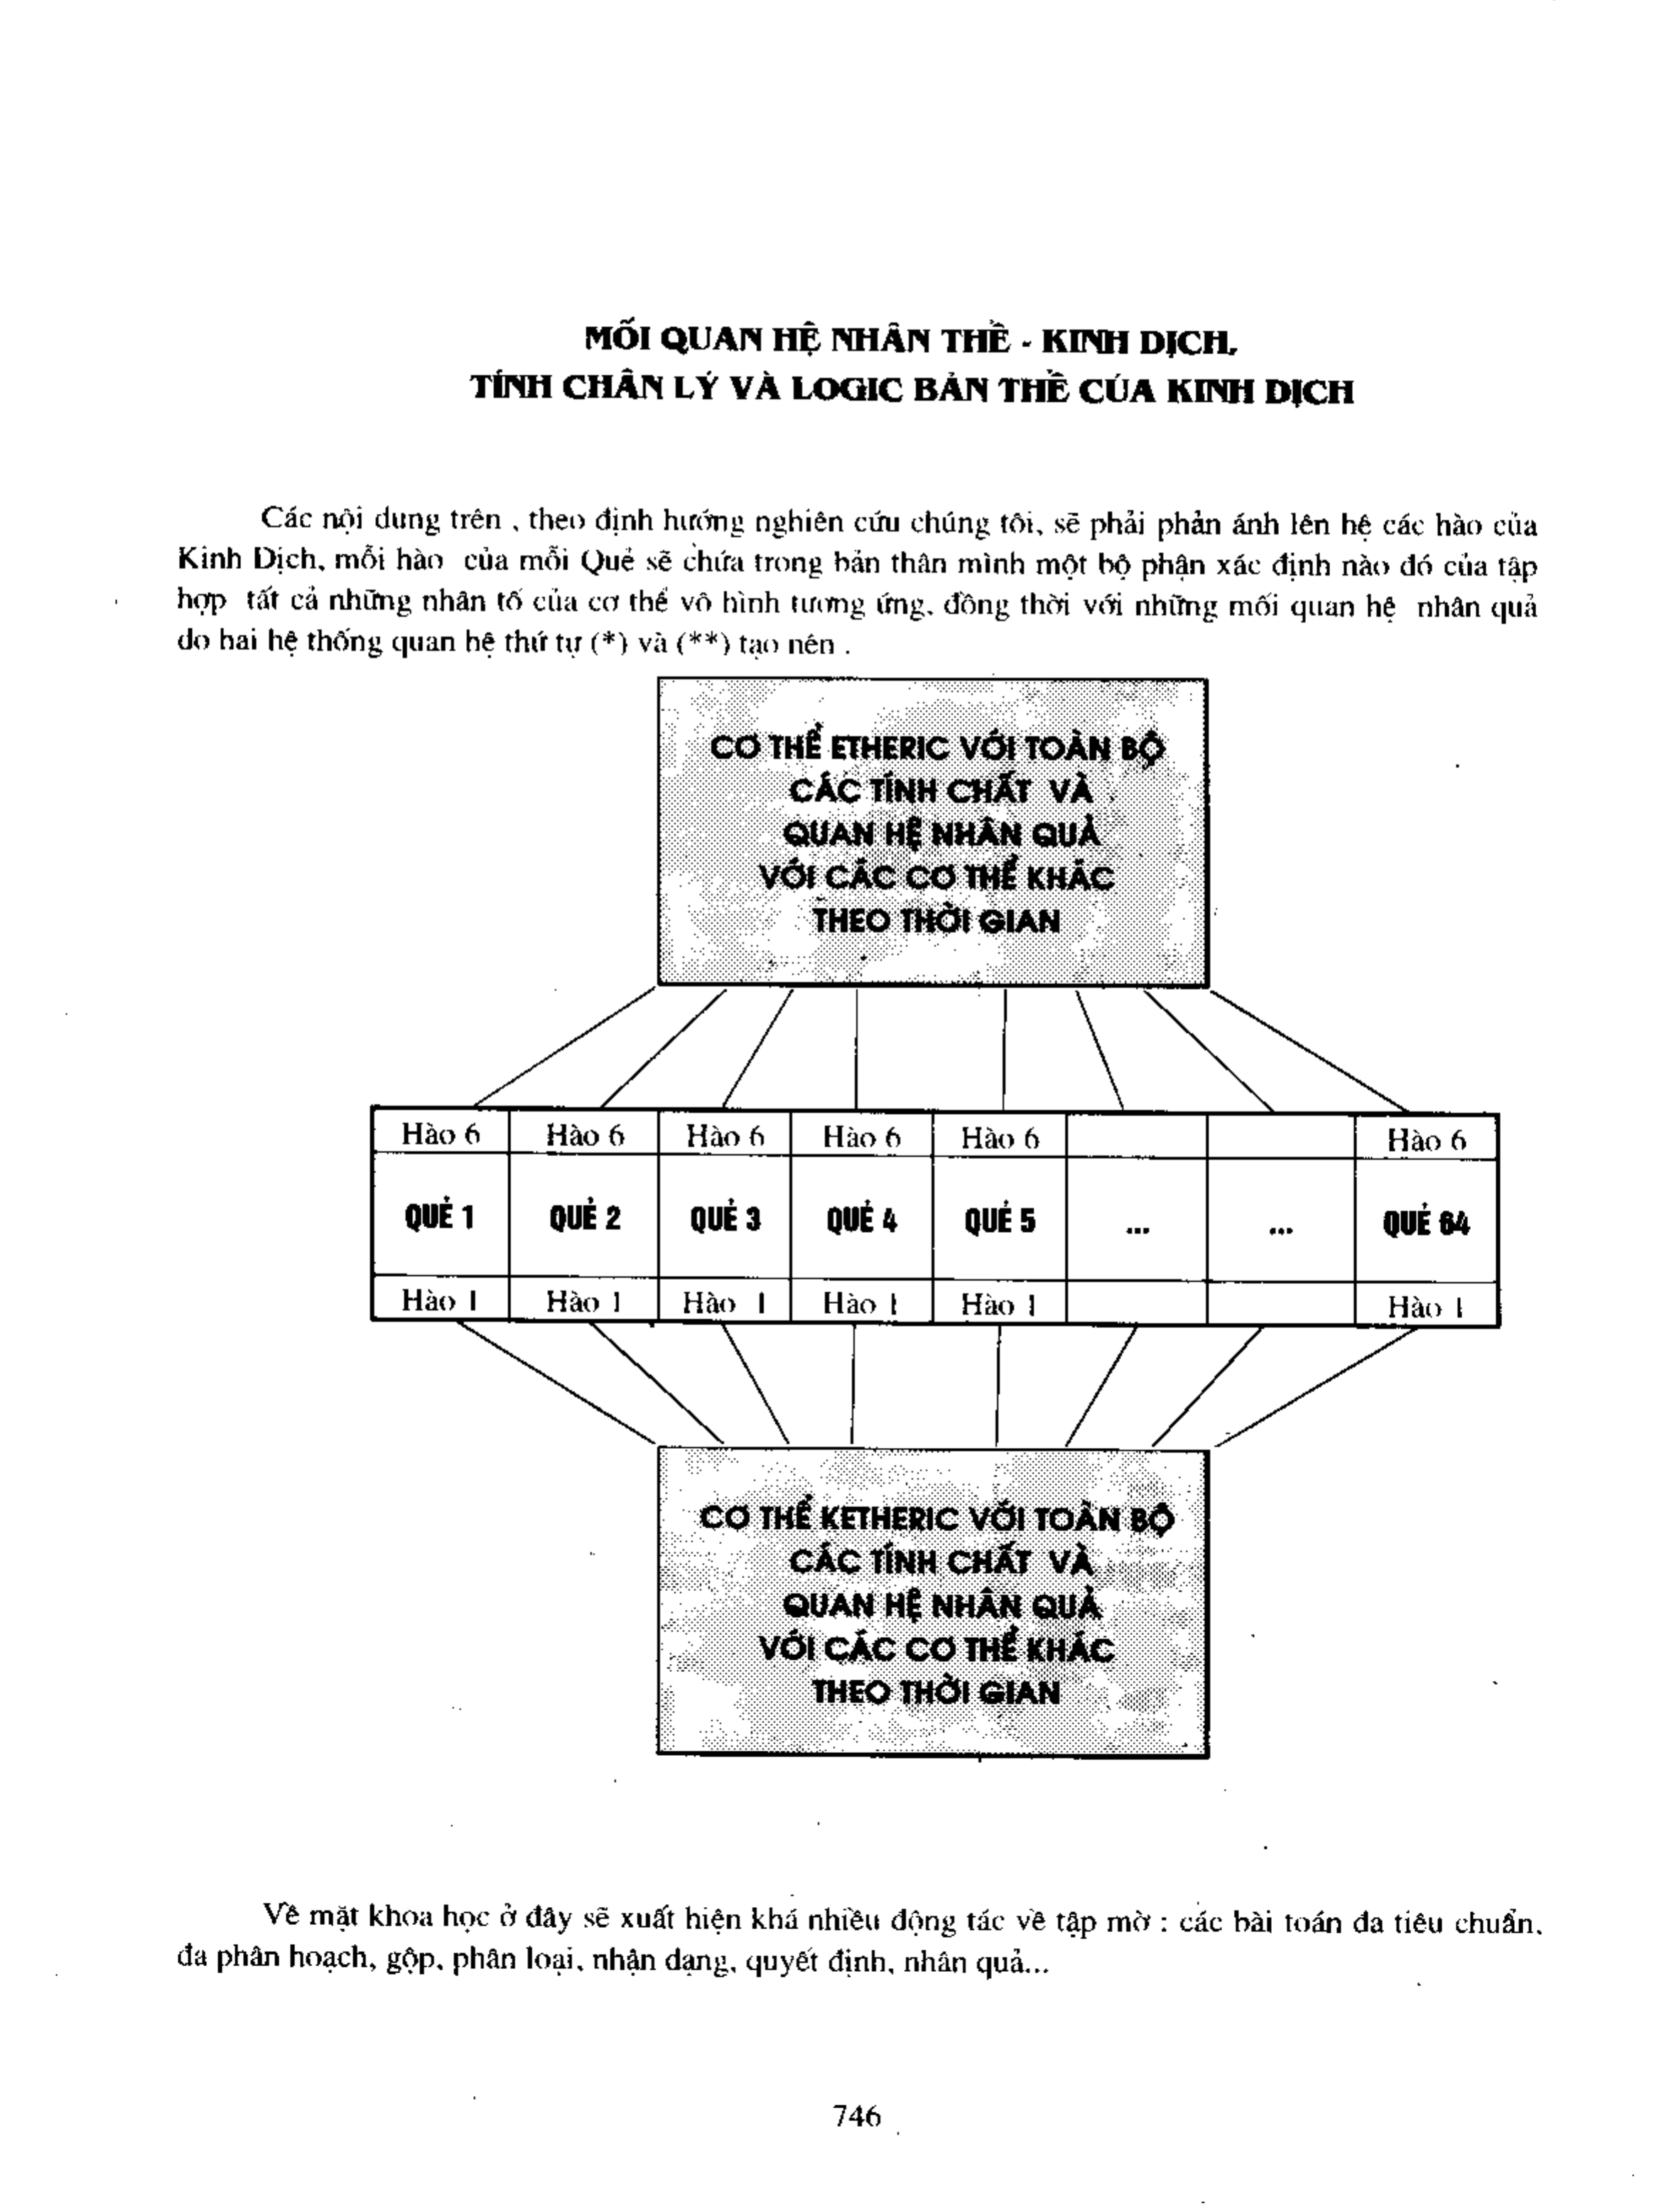 MỐI QUAN HỆ NHÂN THỂ - KINH DỊCH,
TÍNH CHÂN LÝ VÀ LOGIC BẢN THỂ CỦA KINH DỊCH
Các nội dung trên , theo định hướng nghiên cứu chúng tôi, sẽ phải phản ánh lên hệ các hào của
Kinh Dịch, mỗi hào của mỗi Quẻ sẽ chứa trong bản thân mình một bộ phận xác định nào đó của tập
hợp tất cả những nhân tố của cơ thể vô hình tương ứng, đồng thời với những mối quan hệ nhân quả
do hai hệ thống quan hệ thứ tự (*) và (**) tạo nên .
CƠ THỂ ETHERIC VỚI TOÀN BỘ
CÁC TÍNH CHẤT VÀ
QUAN HỆ NHÂN QUẢ
VỚI CÁC CƠ THỂ KHÁC
THEO THỜI GIAN
Hào 6 Hào 6 Hào 6 Hào 6 Hào 6 Hào 6
QUẺ 1 QUẺ 2 QUẺ 3 QUẺ 4 QUẺ 5 ... ... QUẺ 64
Hào 1 Hào 1 Hào 1 Hào 1 Hào 1 Hào 1
CƠ THỂ KETHERIC VỚI TOÀN BỘ
CÁC TÍNH CHẤT VÀ
QUAN HỆ NHÂN QUẢ
VỚI CÁC CƠ THỂ KHÁC
THEO THỜI GIAN
Về mặt khoa học ở đây sẽ xuất hiện khá nhiều động tác về tập mờ : các bài toán đa tiêu chuẩn,
đa phân hoạch, gộp, phân loại, nhận dạng, quyết định, nhân quả...
746